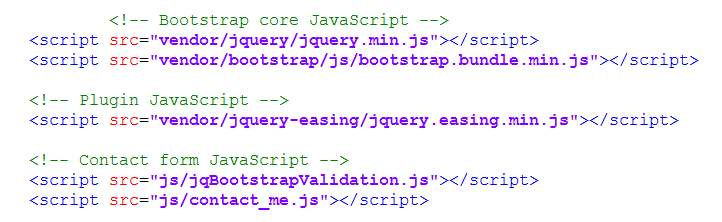 <!-- Bootstrap core JavaScript -->
<script src="vendor/jquery/jquery.min.js"></script>
<script src="vendor/bootstrap/js/bootstrap.bundle.min.js"></script>
<!-- Plugin JavaScript -->
<script src="vendor/jquery-easing/jquery.easing.min.js"></script>
<!-- Contact form JavaScript -->
<script src="js/jqBootstrapValidation.js"></script>
<script src="js/contact_me.js"></script>